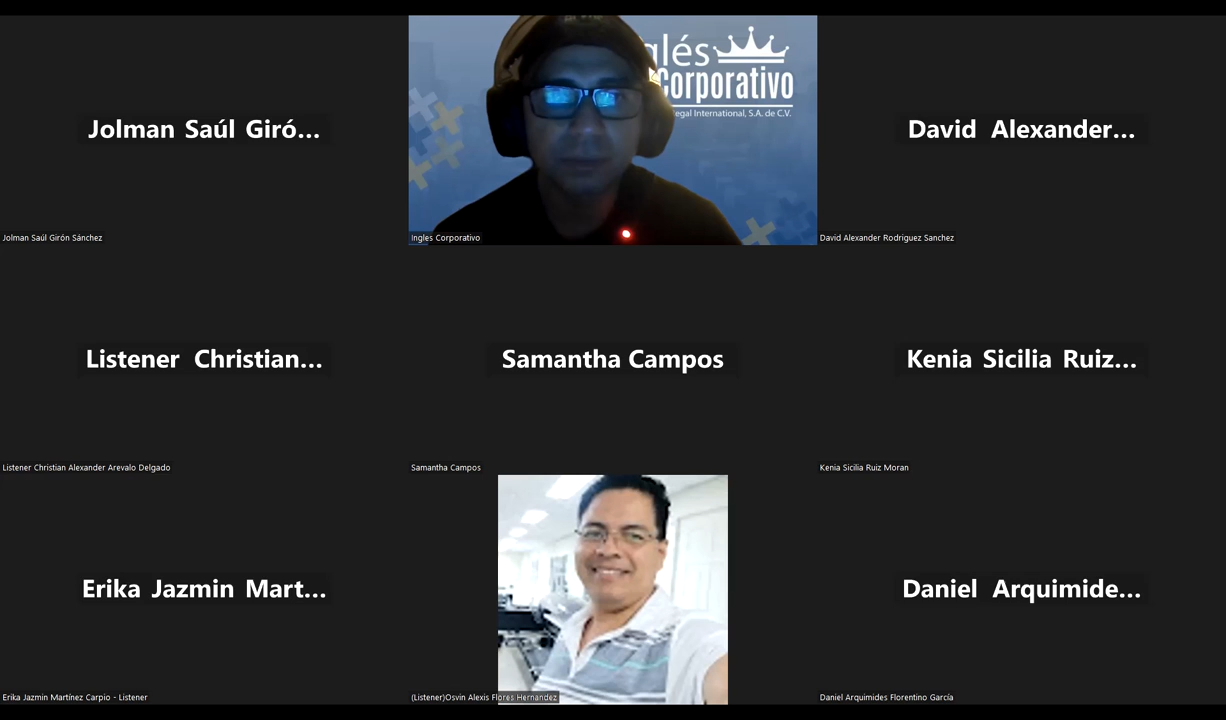 Jolman Saúl Giró...
Jolman Saúl Girón Sánchez
glés
Corporativo
egal International, S.A. de C.V.
Ingles Corporativo
David Alexander...
David Alexander Rodriguez Sanchez
Listener Christian...
Listener Christian Alexander Arevalo Delgado
Samantha Campos
Samantha Campos
Kenia Sicilia Ruiz...
Kenia Sicilia Ruiz Moran
Erika Jazmin Mart...
Erika Jazmin Martínez Carpio - Listener
(Listener)Osvin Alexis Flores Hernandez
Daniel Arquimide...
Daniel Arquimides Florentino García